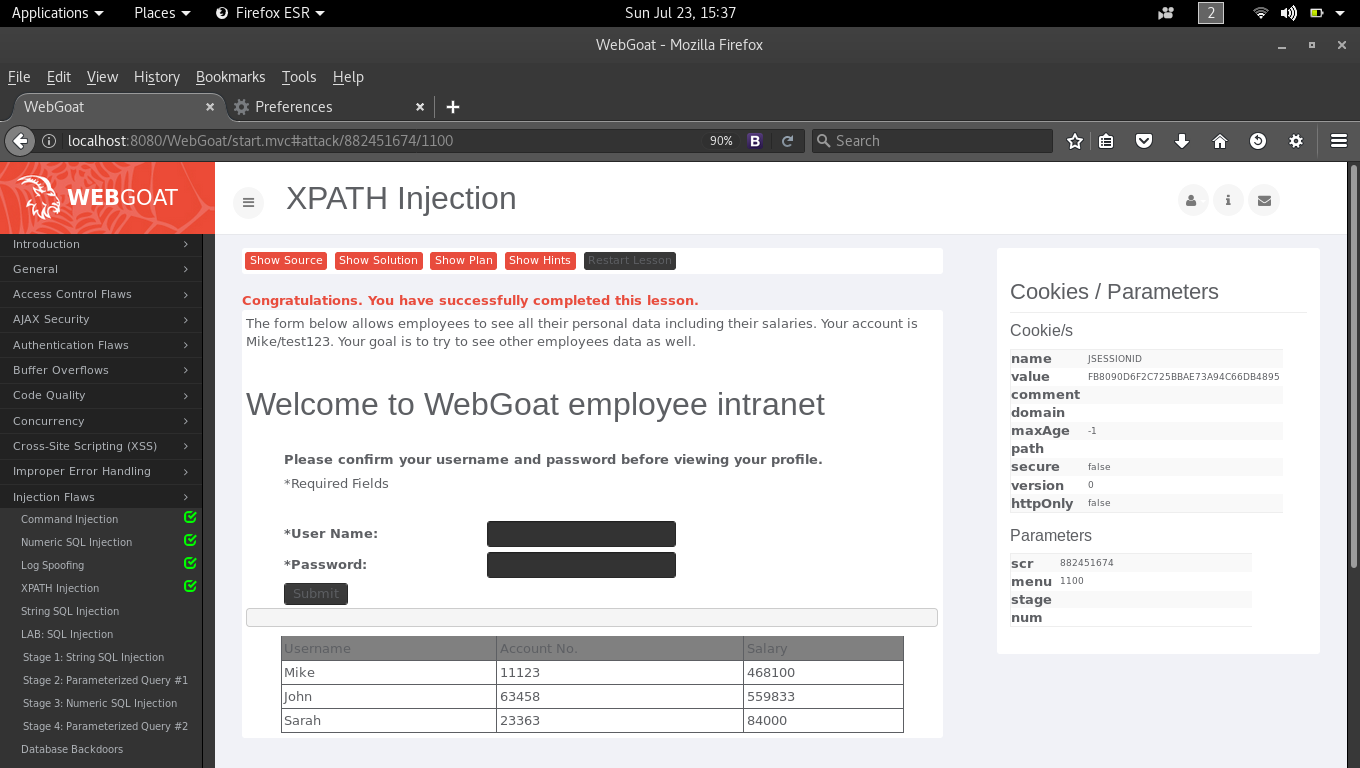 Applications Places Firefox ESR Sun Jul 23, 15:37 2
WebGoat - Mozilla Firefox
File Edit View History Bookmarks Tools Help
WebGoat Preferences
localhost:8080/WebGoat/start.mvc#attack/882451674/1100 90% B Search
WEBGOAT
XPATH Injection
Introduction
General
Access Control Flaws
AJAX Security
Authentication Flaws
Buffer Overflows
Code Quality
Concurrency
Cross-Site Scripting (XSS)
Improper Error Handling
Injection Flaws
Command Injection
Numeric SQL Injection
Log Spoofing
XPATH Injection
String SQL Injection
LAB: SQL Injection
Stage 1: String SQL Injection
Stage 2: Parameterized Query #1
Stage 3: Numeric SQL Injection
Stage 4: Parameterized Query #2
Database Backdoors
Show Source Show Solution Show Plan Show Hints Restart Lesson
Congratulations. You have successfully completed this lesson.
The form below allows employees to see all their personal data including their salaries. Your account is
Mike/test123. Your goal is to try to see other employees data as well.
Welcome to WebGoat employee intranet
Please confirm your username and password before viewing your profile.
*Required Fields
*User Name:
*Password:
Submit
Username Account No. Salary
Mike 11123 468100
John 63458 559833
Sarah 23363 84000
Cookies / Parameters
Cookie/s
name JSESSIONID
value FB8090D6F2C725BBAE73A94C66DB4895
comment
domain
maxAge -1
path
secure false
version 0
httpOnly false
Parameters
scr 882451674
menu 1100
stage
num